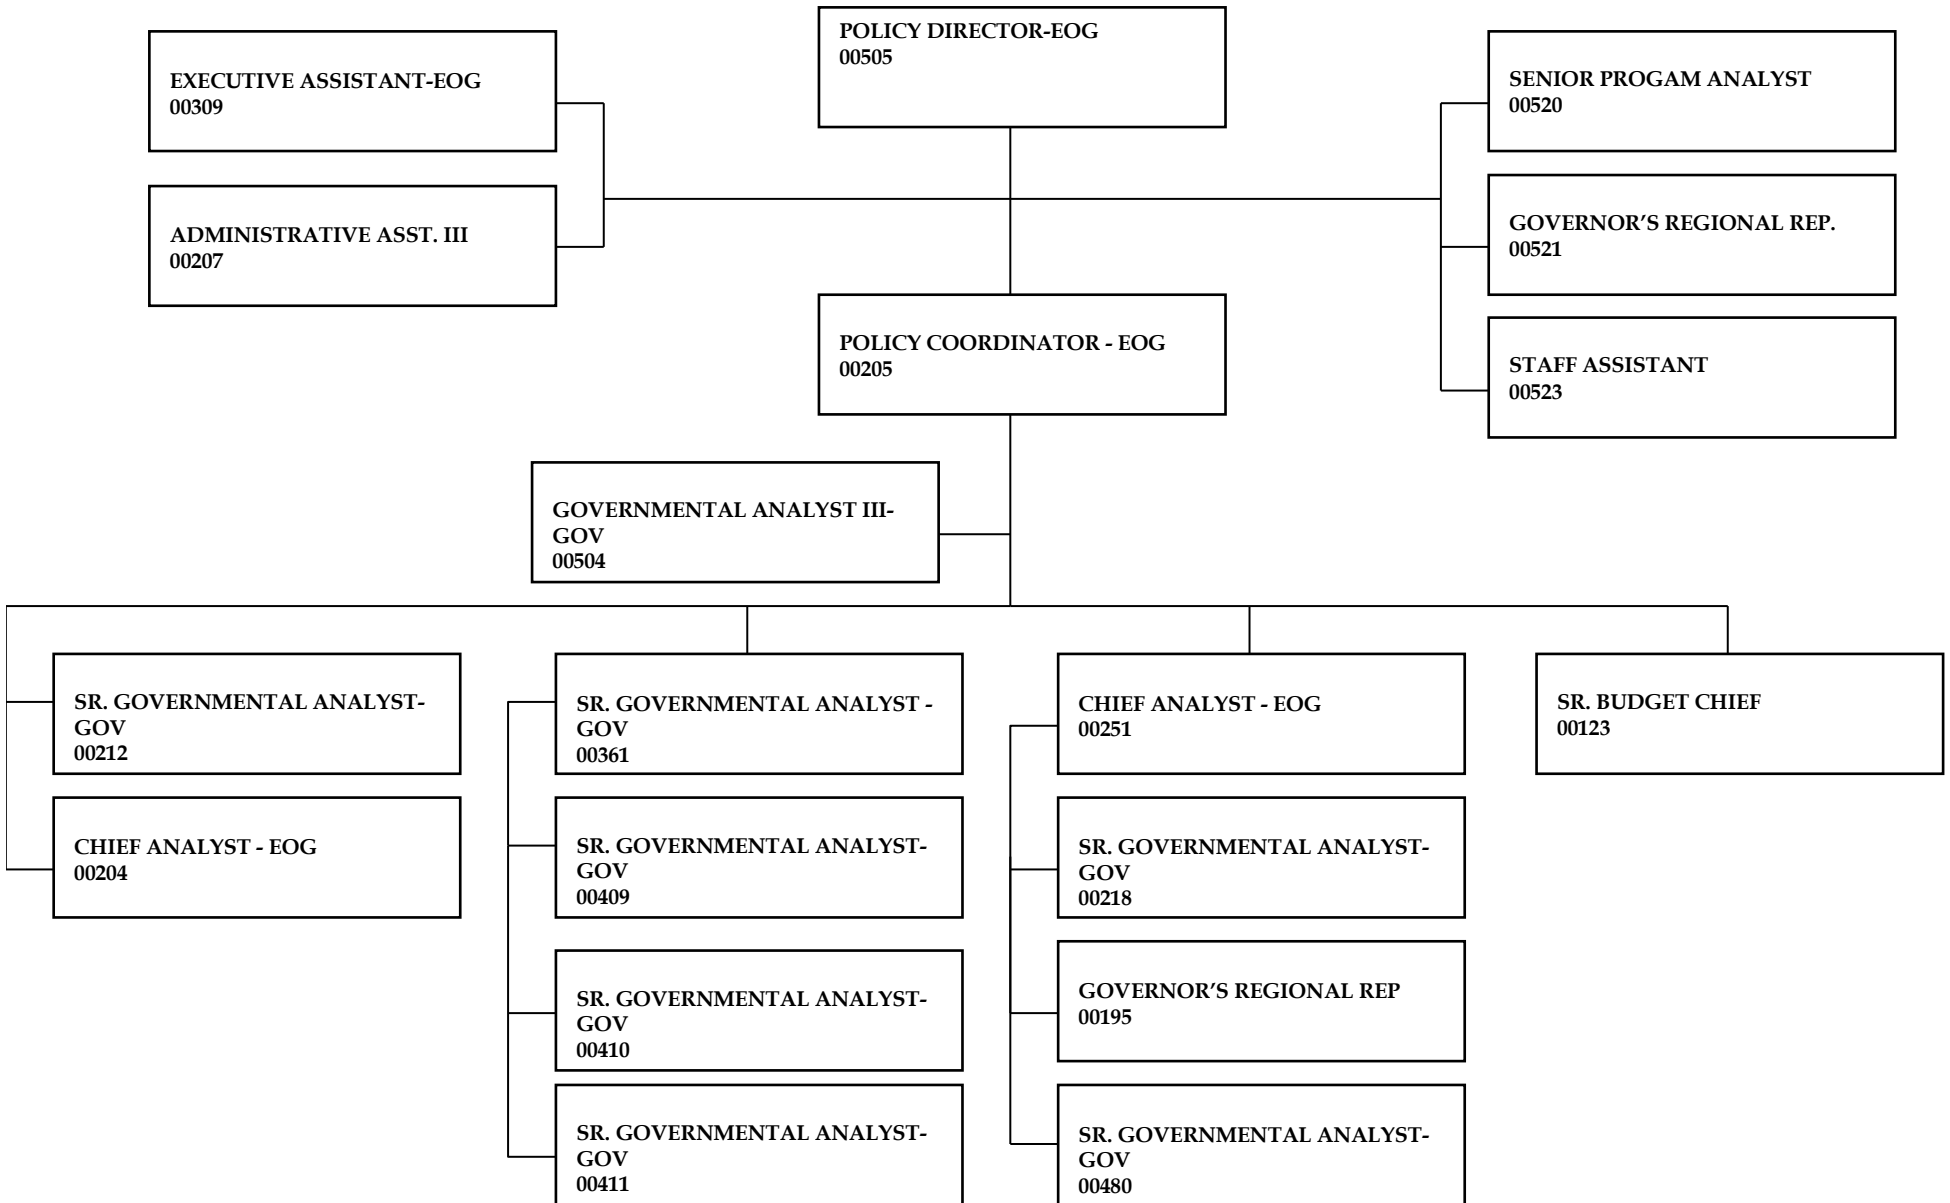 POLICY DIRECTOR-EOG
00505
EXECUTIVE ASSISTANT-EOG
00309
SENIOR PROGAM ANALYST
00520
ADMINISTRATIVE ASST. III
00207
GOVERNOR’S REGIONAL REP.
00521
POLICY COORDINATOR - EOG
00205
STAFF ASSISTANT
00523
GOVERNMENTAL ANALYST III-
GOV
00504
SR. GOVERNMENTAL ANALYST-
GOV
00212
CHIEF ANALYST - EOG
00204
SR. GOVERNMENTAL ANALYST -
GOV
00361
SR. GOVERNMENTAL ANALYST-
GOV
00409
SR. GOVERNMENTAL ANALYST-
GOV
00410
SR. GOVERNMENTAL ANALYST-
GOV
00411
CHIEF ANALYST - EOG
00251
SR. GOVERNMENTAL ANALYST-
GOV
00218
GOVERNOR’S REGIONAL REP
00195
SR. GOVERNMENTAL ANALYST-
GOV
00480
SR. BUDGET CHIEF
00123